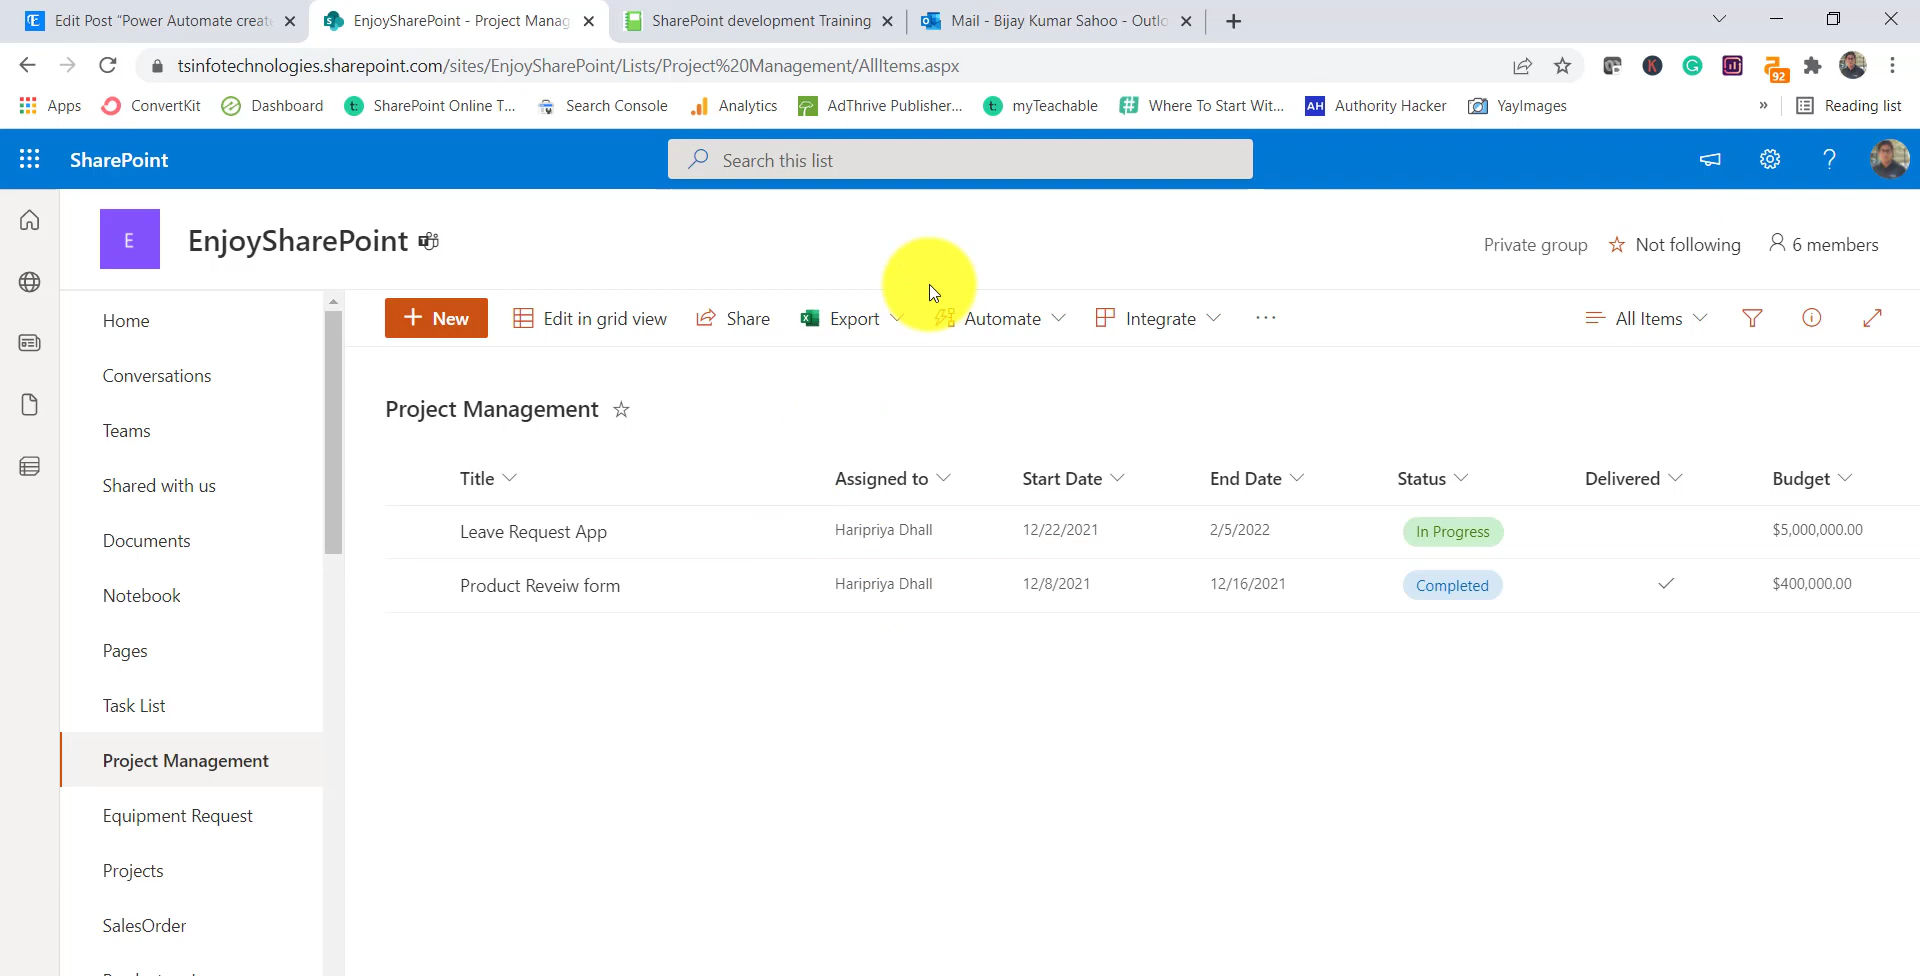 Edit Post “Power Automate create
EnjoySharePoint - Project Manag
SharePoint development Training
Mail - Bijay Kumar Sahoo - Outlo
tsinfotechnologies.sharepoint.com/sites/EnjoySharePoint/Lists/Project%20Management/AllItems.aspx
92
Apps
ConvertKit
Dashboard
SharePoint Online T...
Search Console
Analytics
AdThrive Publisher...
myTeachable
Where To Start Wit...
AH Authority Hacker
YayImages
»
Reading list
SharePoint
Search this list
E
EnjoySharePoint
Private group
Not following
6 members
Home
Conversations
Teams
Shared with us
Documents
Notebook
Pages
Task List
Project Management
Equipment Request
Projects
SalesOrder
+ New
Edit in grid view
Share
Export
Automate
Integrate
...
All Items
Project Management
Title Assigned to Start Date End Date Status Delivered Budget
Leave Request App Haripriya Dhall 12/22/2021 2/5/2022 In Progress $5,000,000.00
Product Reveiw form Haripriya Dhall 12/8/2021 12/16/2021 Completed $400,000.00